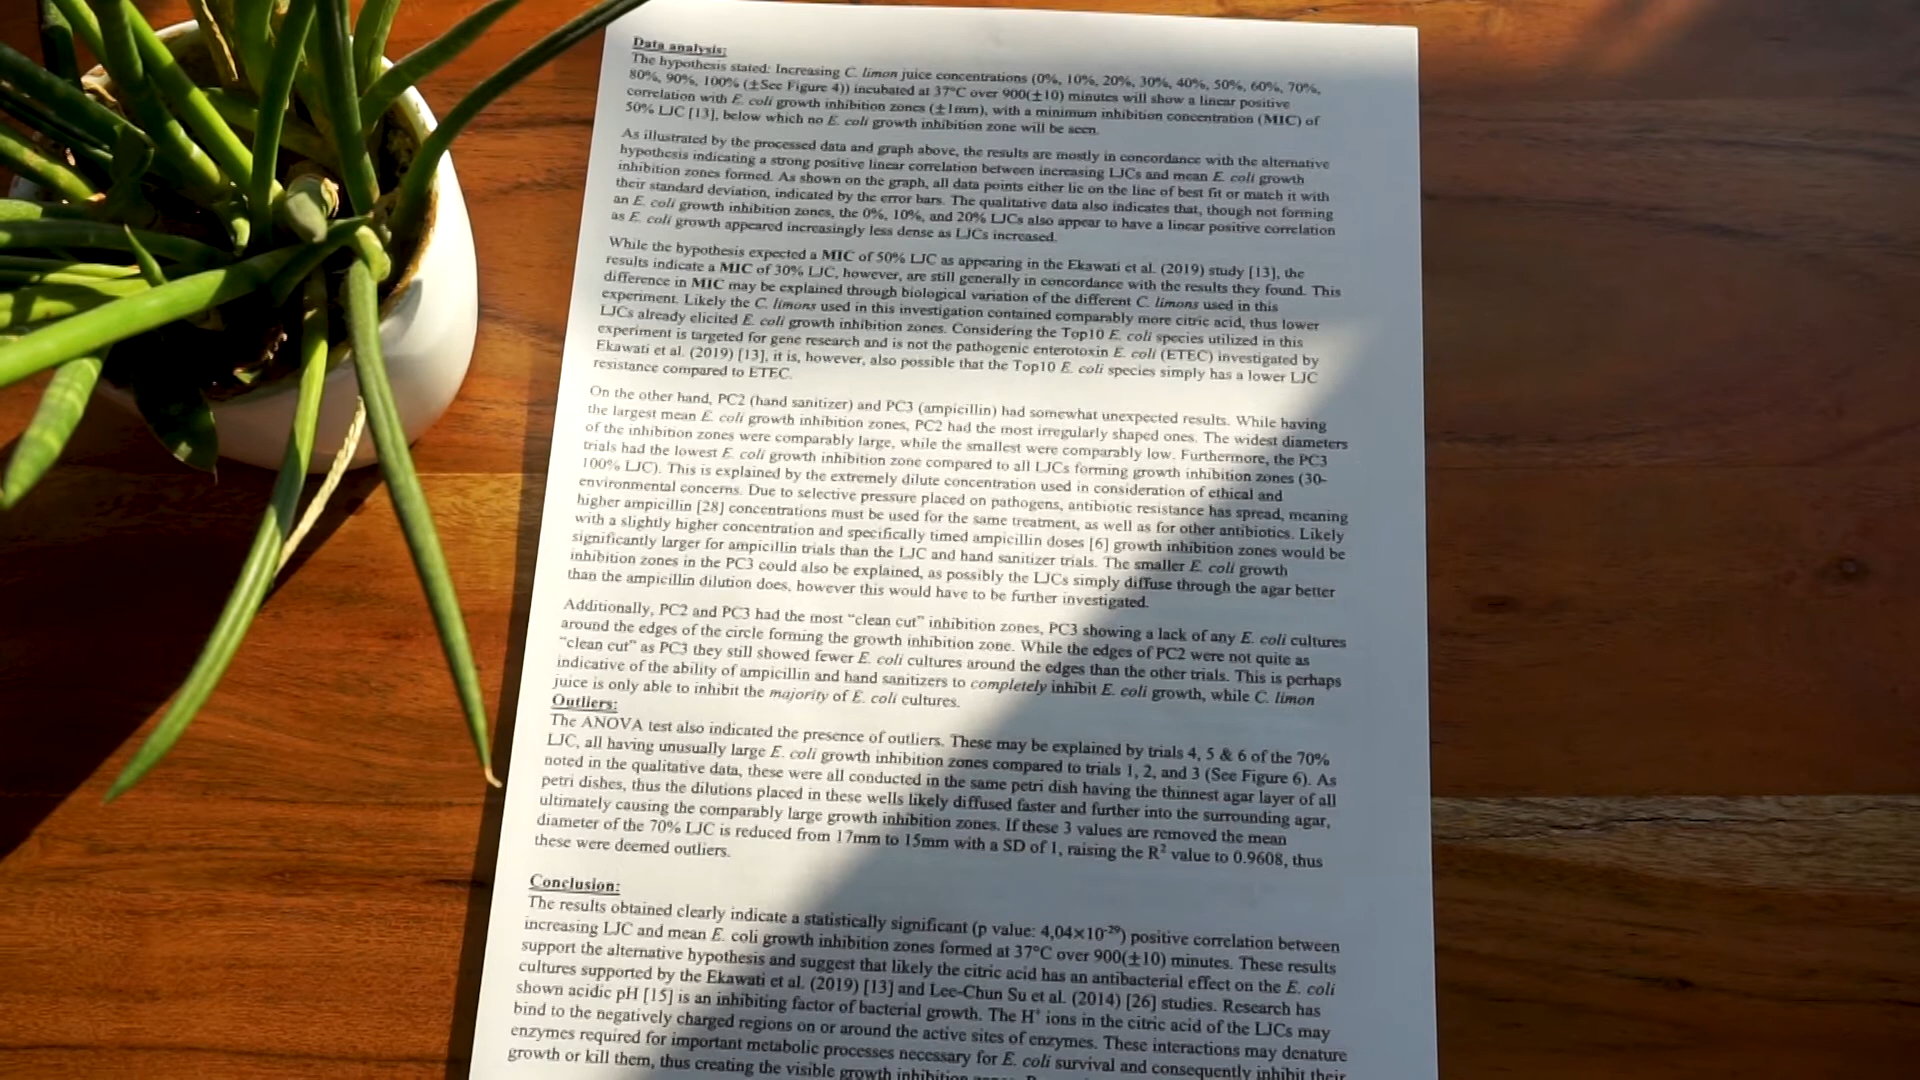 Data analysis:
The hypothesis stated: Increasing C. limon juice concentrations (0%, 10%, 20%, 30%, 40%, 50%, 60%, 70%,
80%, 90%, 100% (±See Figure 4)) incubated at 37°C over 900(±10) minutes will show a linear positive
correlation with E. coli growth inhibition zones (±1mm), with a minimum inhibition concentration (MIC) of
50% LJC [13], below which no E. coli growth inhibition zone will be seen.
As illustrated by the processed data and graph above, the results are mostly in concordance with the alternative
hypothesis indicating a strong positive linear correlation between increasing LJCs and mean E. coli growth
inhibition zones formed. As shown on the graph, all data points either lie on the line of best fit or match it with
their standard deviation, indicated by the error bars. The qualitative data also indicates that, though not forming
an E. coli growth inhibition zones, the 0%, 10%, and 20% LJCs also appear to have a linear positive correlation
as E. coli growth appeared increasingly less dense as LJCs increased.
While the hypothesis expected a MIC of 50% LJC as appearing in the Ekawati et al. (2019) study [13], the
results indicate a MIC of 30% LJC, however, are still generally in concordance with the results they found. This
difference in MIC may be explained through biological variation of the different C. limons used in this
experiment. Likely the C. limons used in this investigation contained comparably more citric acid, thus lower
LJCs already elicited E. coli growth inhibition zones. Considering the Top10 E. coli species utilized in this
experiment is targeted for gene research and is not the pathogenic enterotoxin E. coli (ETEC) investigated by
Ekawati et al. (2019) [13], it is, however, also possible that the Top10 E. coli species simply has a lower LJC
resistance compared to ETEC.
On the other hand, PC2 (hand sanitizer) and PC3 (ampicillin) had somewhat unexpected results. While having
the largest mean E. coli growth inhibition zones, PC2 had the most irregularly shaped ones. The widest diameters
of the inhibition zones were comparably large, while the smallest were comparably low. Furthermore, the PC3
trials had the lowest E. coli growth inhibition zone compared to all LJCs forming growth inhibition zones (30-
100% LJC). This is explained by the extremely dilute concentration used in consideration of ethical and
environmental concerns. Due to selective pressure placed on pathogens, antibiotic resistance has spread, meaning
higher ampicillin [28] concentrations must be used for the same treatment, as well as for other antibiotics. Likely
with a slightly higher concentration and specifically timed ampicillin doses [6] growth inhibition zones would be
significantly larger for ampicillin trials than the LJC and hand sanitizer trials. The smaller E. coli growth
inhibition zones in the PC3 could also be explained, as possibly the LJCs simply diffuse through the agar better
than the ampicillin dilution does, however this would have to be further investigated.
Additionally, PC2 and PC3 had the most “clean cut” inhibition zones, PC3 showing a lack of any E. coli cultures
around the edges of the circle forming the growth inhibition zone. While the edges of PC2 were not quite as
“clean cut” as PC3 they still showed fewer E. coli cultures around the edges than the other trials. This is perhaps
indicative of the ability of ampicillin and hand sanitizers to completely inhibit E. coli growth, while C. limon
juice is only able to inhibit the majority of E. coli cultures.
Outliers:
The ANOVA test also indicated the presence of outliers. These may be explained by trials 4, 5 & 6 of the 70%
LJC, all having unusually large E. coli growth inhibition zones compared to trials 1, 2, and 3 (See Figure 6). As
noted in the qualitative data, these were all conducted in the same petri dish having the thinnest agar layer of all
petri dishes, thus the dilutions placed in these wells likely diffused faster and further into the surrounding agar,
ultimately causing the comparably large growth inhibition zones. If these 3 values are removed the mean
diameter of the 70% LJC is reduced from 17mm to 15mm with a SD of 1, raising the R² value to 0.9608, thus
these were deemed outliers.
Conclusion:
The results obtained clearly indicate a statistically significant (p value: 4,04×10⁻²⁹) positive correlation between
increasing LJC and mean E. coli growth inhibition zones formed at 37°C over 900(±10) minutes. These results
support the alternative hypothesis and suggest that likely the citric acid has an antibacterial effect on the E. coli
cultures supported by the Ekawati et al. (2019) [13] and Lee-Chun Su et al. (2014) [26] studies. Research has
shown acidic pH [15] is an inhibiting factor of bacterial growth. The H⁺ ions in the citric acid of the LJCs may
bind to the negatively charged regions on or around the active sites of enzymes. These interactions may denature
enzymes required for important metabolic processes necessary for E. coli survival and consequently inhibit their
growth or kill them, thus creating the visible growth inhibition